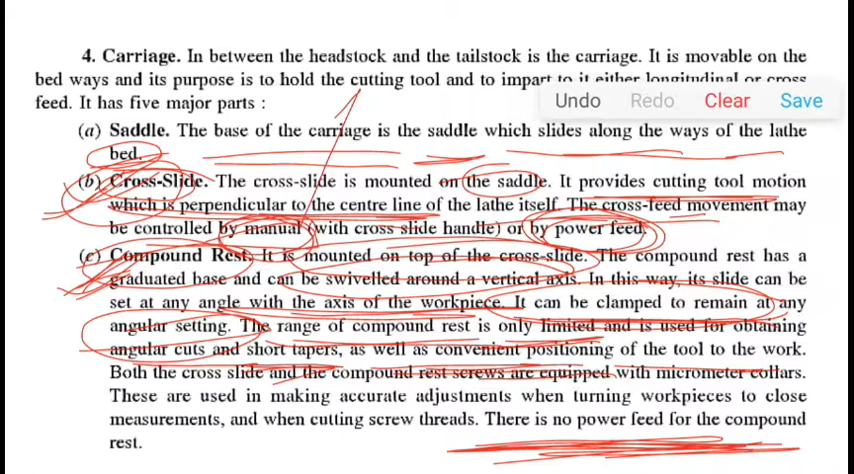 4. Carriage. In between the headstock and the tailstock is the carriage. It is movable on the
bed ways and its purpose is to hold the cutting tool and to impart to it either longitudinal or cross
feed. It has five major parts :
Undo Redo Clear Save
(a) Saddle. The base of the carriage is the saddle which slides along the ways of the lathe
bed.
(b) Cross-Slide. The cross-slide is mounted on the saddle. It provides cutting tool motion
which is perpendicular to the centre line of the lathe itself. The cross-feed movement may
be controlled by manual (with cross slide handle) or by power feed.
(c) Compound Rest. It is mounted on top of the cross-slide. The compound rest has a
graduated base and can be swivelled around a vertical axis. In this way, its slide can be
set at any angle with the axis of the workpiece. It can be clamped to remain at any
angular setting. The range of compound rest is only limited and is used for obtaining
angular cuts and short tapers, as well as convenient positioning of the tool to the work.
Both the cross slide and the compound rest screws are equipped with micrometer collars.
These are used in making accurate adjustments when turning workpieces to close
measurements, and when cutting screw threads. There is no power feed for the compound
rest.